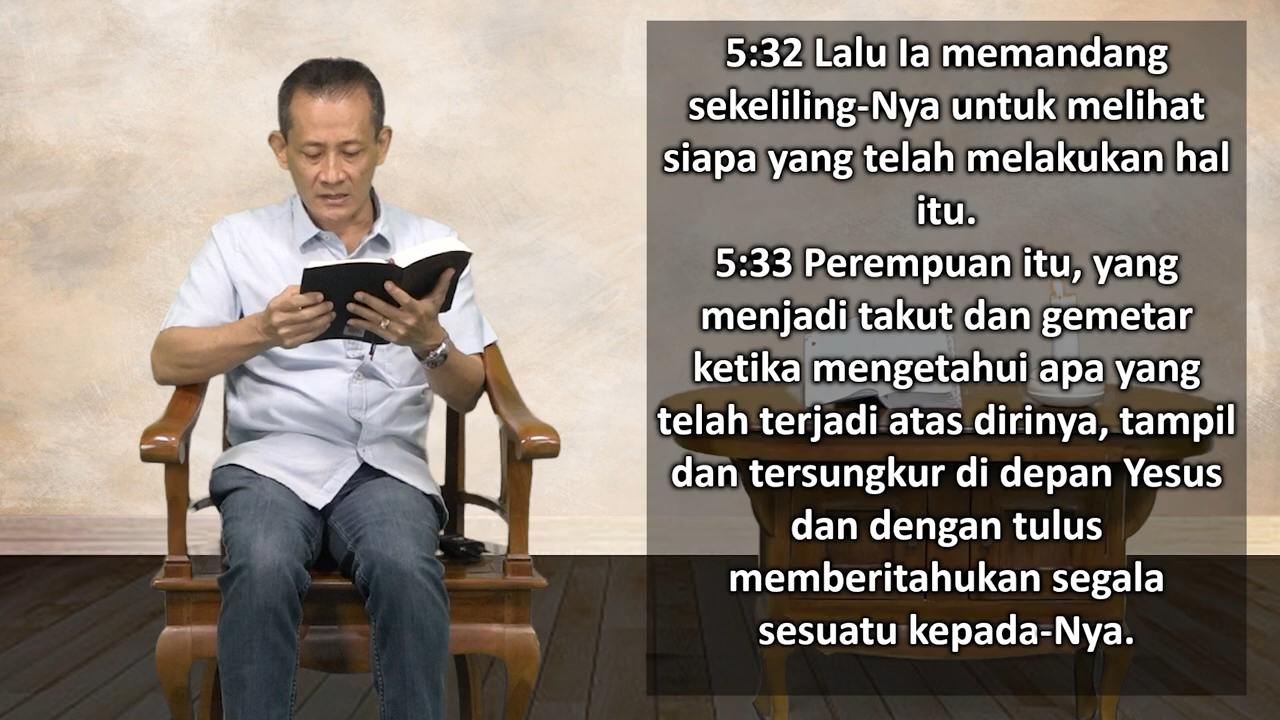 5:32 Lalu Ia memandang
sekeliling-Nya untuk melihat
siapa yang telah melakukan hal
itu.
5:33 Perempuan itu, yang
menjadi takut dan gemetar
ketika mengetahui apa yang
telah terjadi atas dirinya, tampil
dan tersungkur di depan Yesus
dan dengan tulus
memberitahukan segala
sesuatu kepada-Nya.